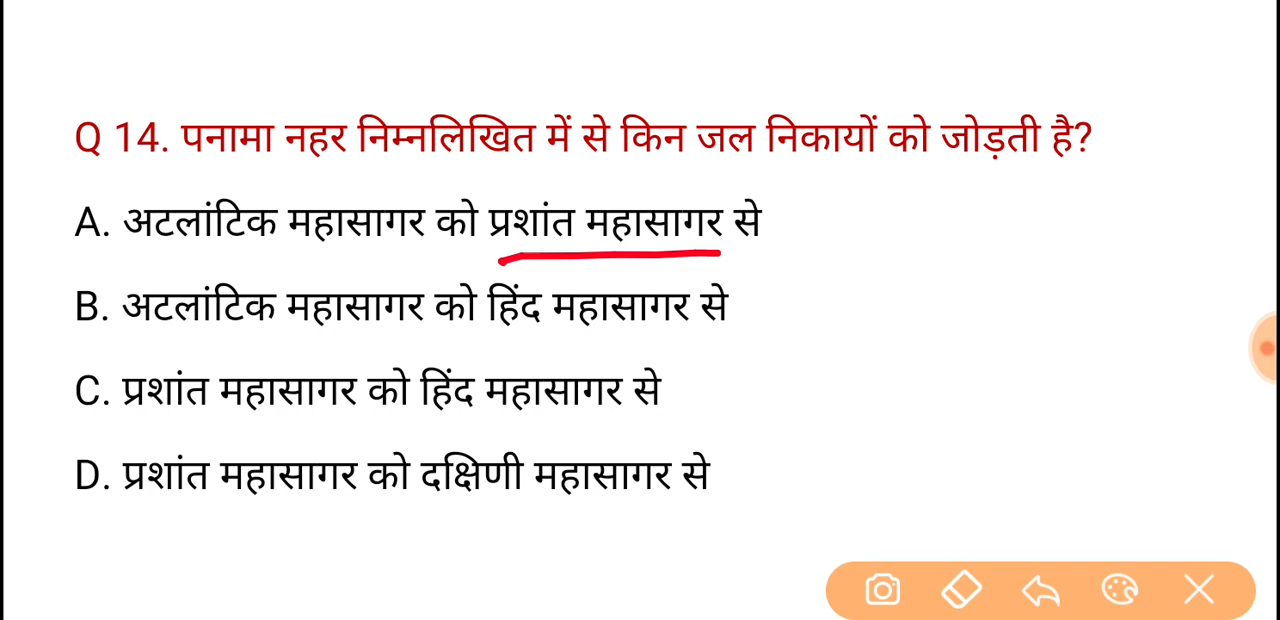 Q 14. पनामा नहर निम्नलिखित में से किन जल निकायों को जोड़ती है?
A. अटलांटिक महासागर को प्रशांत महासागर से
B. अटलांटिक महासागर को हिंद महासागर से
C. प्रशांत महासागर को हिंद महासागर से
D. प्रशांत महासागर को दक्षिणी महासागर से